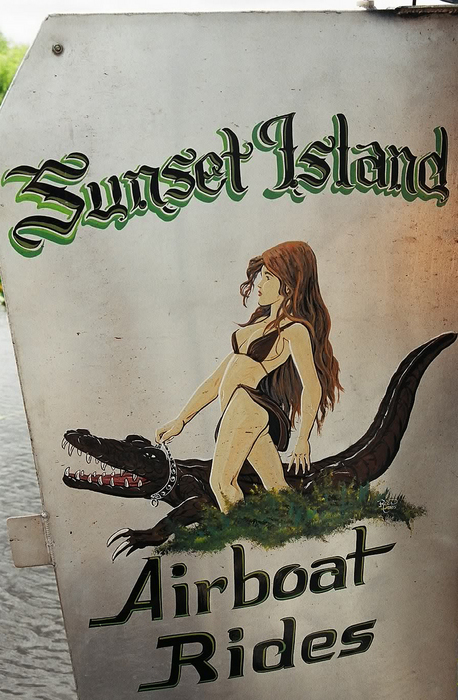 Sunset Island
Airboat
Rides